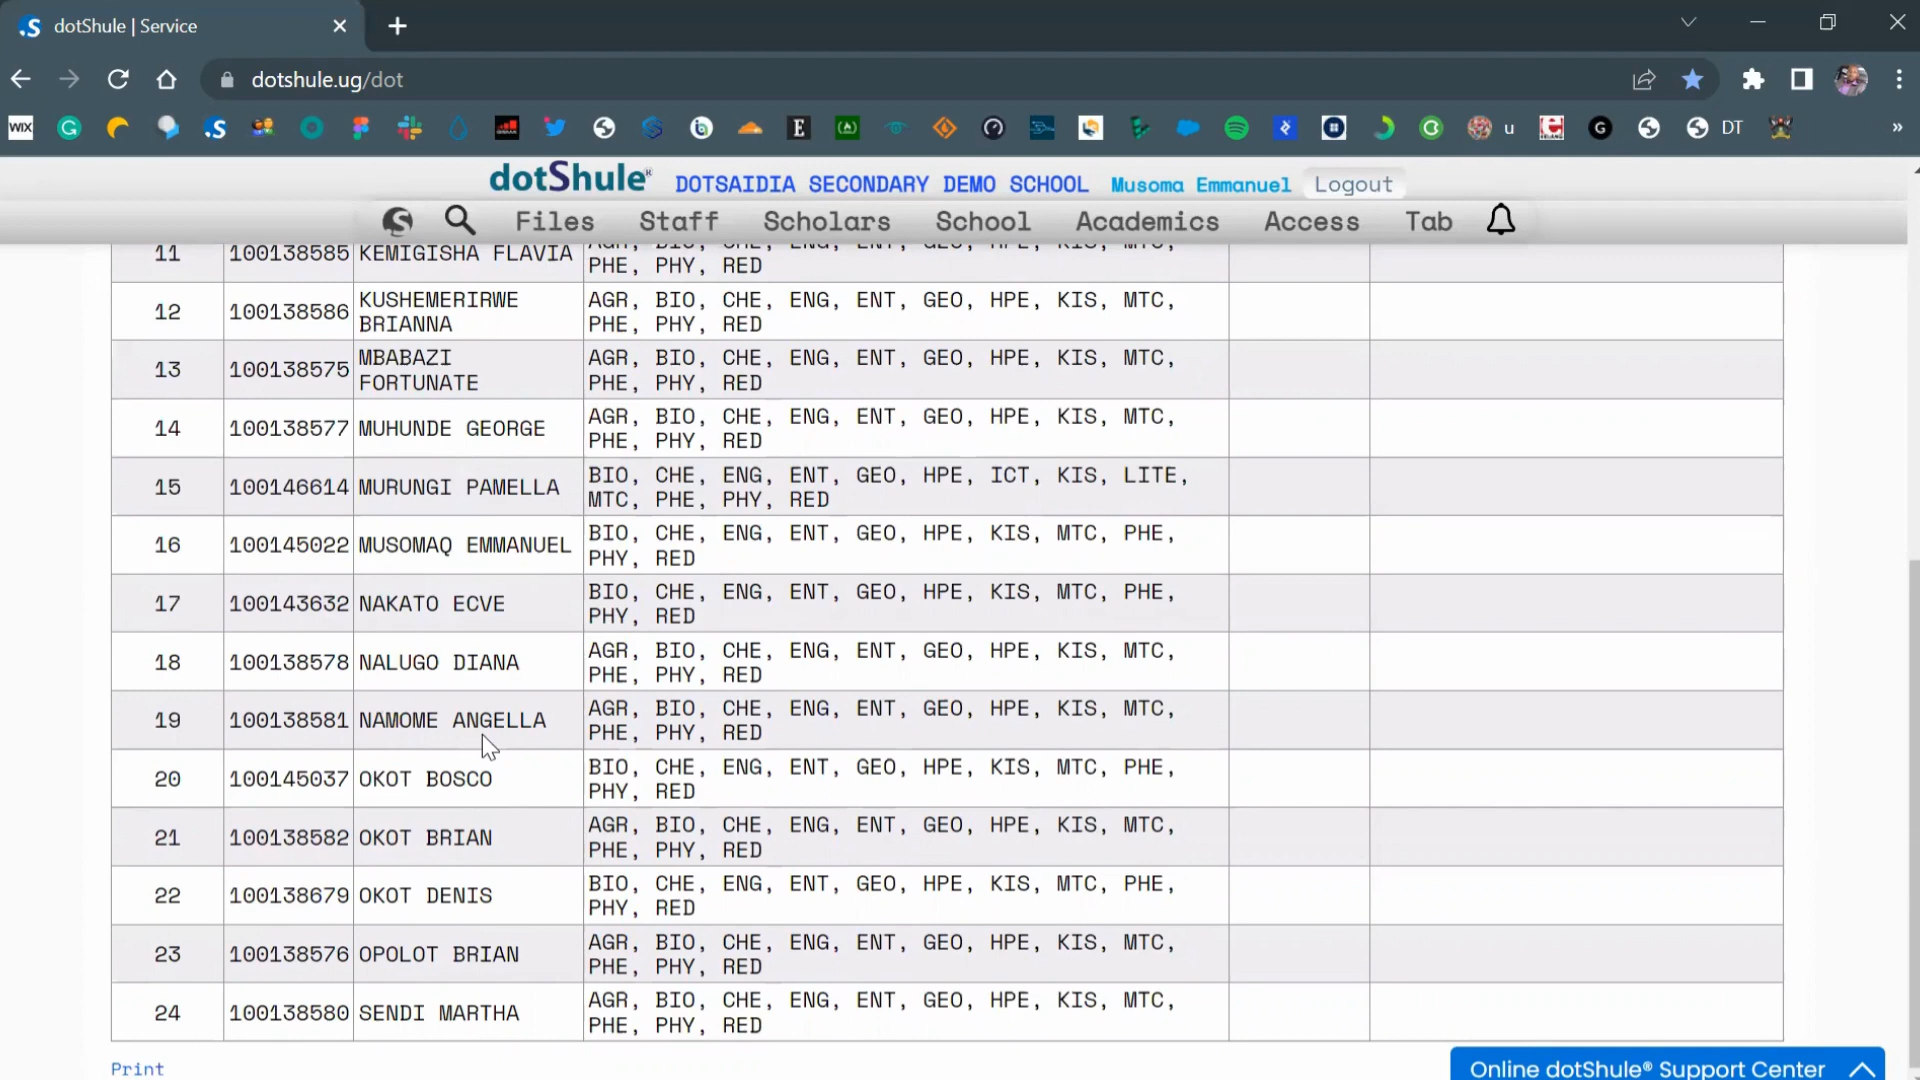 dotShule | Service
dotshule.ug/dot
WIX
u
DT
dotShule® DOTSAIDIA SECONDARY DEMO SCHOOL Musoma Emmanuel Logout
Files Staff Scholars School Academics Access Tab
11 100138585 KEMIGISHA FLAVIA AGR, BIO, CHE, ENG, ENT, GEO, HPE, KIS, MTC,
PHE, PHY, RED
12 100138586 KUSHEMERIRWE BRIANNA AGR, BIO, CHE, ENG, ENT, GEO, HPE, KIS, MTC,
PHE, PHY, RED
13 100138575 MBABAZI FORTUNATE AGR, BIO, CHE, ENG, ENT, GEO, HPE, KIS, MTC,
PHE, PHY, RED
14 100138577 MUHUNDE GEORGE AGR, BIO, CHE, ENG, ENT, GEO, HPE, KIS, MTC,
PHE, PHY, RED
15 100146614 MURUNGI PAMELLA BIO, CHE, ENG, ENT, GEO, HPE, ICT, KIS, LITE,
MTC, PHE, PHY, RED
16 100145022 MUSOMAQ EMMANUEL BIO, CHE, ENG, ENT, GEO, HPE, KIS, MTC, PHE,
PHY, RED
17 100143632 NAKATO ECVE BIO, CHE, ENG, ENT, GEO, HPE, KIS, MTC, PHE,
PHY, RED
18 100138578 NALUGO DIANA AGR, BIO, CHE, ENG, ENT, GEO, HPE, KIS, MTC,
PHE, PHY, RED
19 100138581 NAMOME ANGELLA AGR, BIO, CHE, ENG, ENT, GEO, HPE, KIS, MTC,
PHE, PHY, RED
20 100145037 OKOT BOSCO BIO, CHE, ENG, ENT, GEO, HPE, KIS, MTC, PHE,
PHY, RED
21 100138582 OKOT BRIAN AGR, BIO, CHE, ENG, ENT, GEO, HPE, KIS, MTC,
PHE, PHY, RED
22 100138679 OKOT DENIS BIO, CHE, ENG, ENT, GEO, HPE, KIS, MTC, PHE,
PHY, RED
23 100138576 OPOLOT BRIAN AGR, BIO, CHE, ENG, ENT, GEO, HPE, KIS, MTC,
PHE, PHY, RED
24 100138580 SENDI MARTHA AGR, BIO, CHE, ENG, ENT, GEO, HPE, KIS, MTC,
PHE, PHY, RED
Print
Online dotShule® Support Center